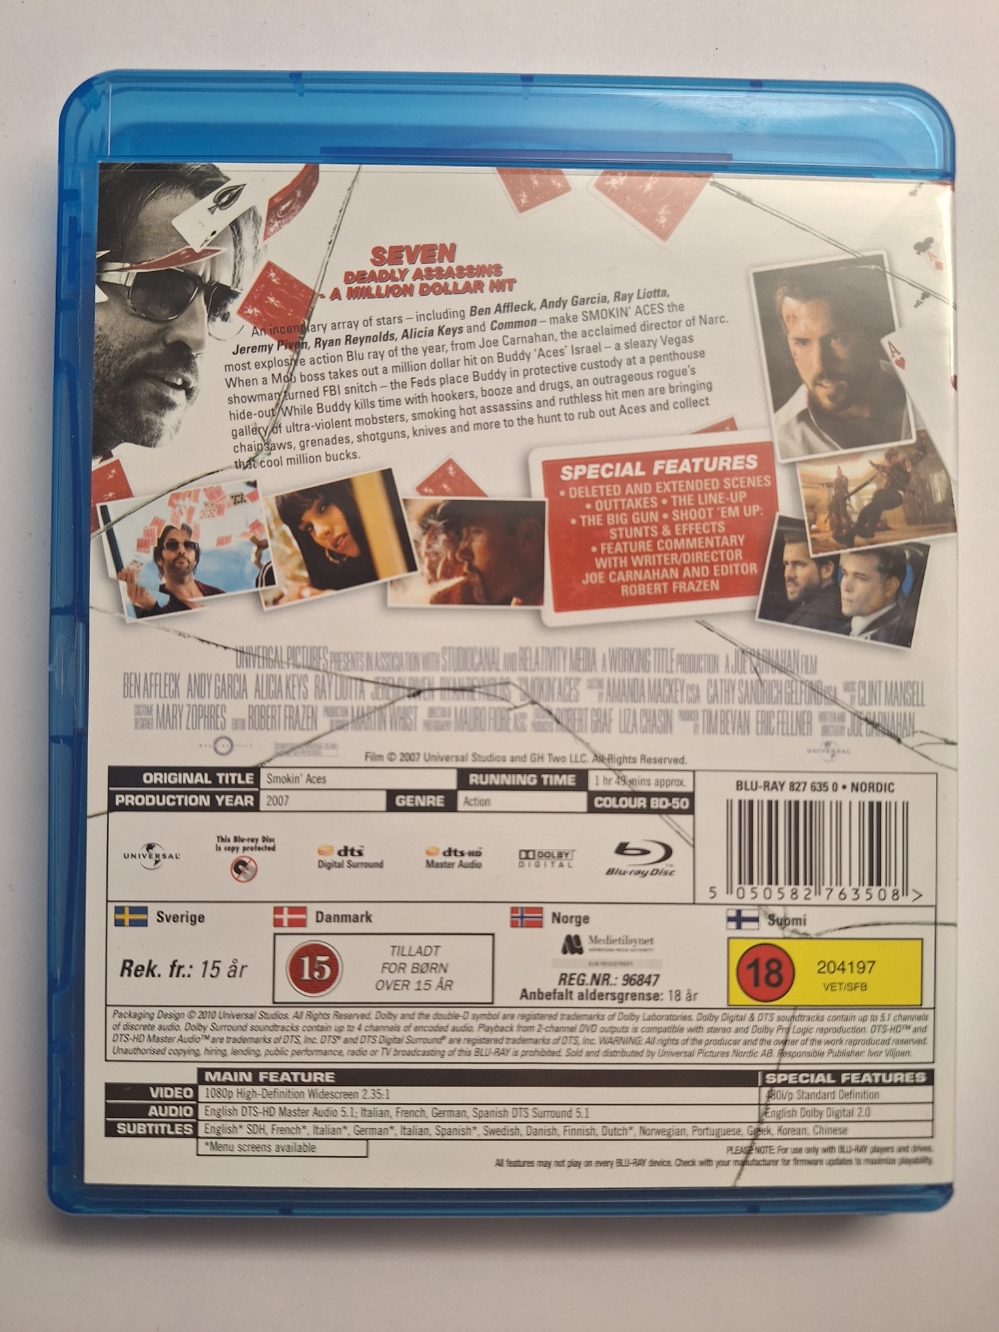 SEVEN
DEADLY ASSASSINS
- A MILLION DOLLAR HIT
An incendiary array of stars – including Ben Affleck, Andy Garcia, Ray Liotta,
Jeremy Piven, Ryan Reynolds, Alicia Keys and Common – make SMOKIN' ACES the
most explosive action Blu ray of the year, from Joe Carnahan, the acclaimed director of Narc.
When a Mob boss takes out a million dollar hit on Buddy 'Aces' Israel – a sleazy Vegas
showman turned FBI snitch – the Feds place Buddy in protective custody at a penthouse
hide-out. While Buddy kills time with hookers, booze and drugs, an outrageous rogue's
gallery of ultra-violent mobsters, smoking hot assassins and ruthless hit men are bringing
chainsaws, grenades, shotguns, knives and more to the hunt to rub out Aces and collect
that cool million bucks.
SPECIAL FEATURES
• DELETED AND EXTENDED SCENES
• OUTTAKES • THE LINE-UP
• THE BIG GUN • SHOOT 'EM UP:
STUNTS & EFFECTS
• FEATURE COMMENTARY
WITH WRITER/DIRECTOR
JOE CARNAHAN AND EDITOR
ROBERT FRAZEN
UNIVERSAL PICTURES PRESENTS IN ASSOCIATION WITH STUDIOCANAL AND RELATIVITY MEDIA A WORKING TITLE PRODUCTION A JOE CARNAHAN FILM
BEN AFFLECK ANDY GARCIA ALICIA KEYS RAY LIOTTA JEREMY PIVEN RYAN REYNOLDS "SMOKIN' ACES" CASTING BY AMANDA MACKEY CSA CATHY SANDRICH GELFOND CSA MUSIC BY CLINT MANSELL
COSTUME DESIGNER MARY ZOPHRES EDITOR ROBERT FRAZEN PRODUCTION DESIGNER MARTIN WHIST DIRECTOR OF PHOTOGRAPHY MAURO FIORE ASC ROBERT GRAF LIZA CHASIN PRODUCED BY TIM BEVAN ERIC FELLNER WRITTEN AND DIRECTED BY JOE CARNAHAN
UNIVERSAL
Film © 2007 Universal Studios and GH Two LLC. All Rights Reserved.
ORIGINAL TITLE Smokin' Aces RUNNING TIME 1 hr 49 mins approx.
PRODUCTION YEAR 2007 GENRE Action COLOUR BD-50
BLU-RAY 827 635 0 • NORDIC
5 050582 763508 >
UNIVERSAL
This Blu-ray Disc
is copy protected
dts
Digital Surround
dts-HD
Master Audio
DOLBY
DIGITAL
Blu-ray Disc
Sverige
Rek. fr.: 15 år
Danmark
15
TILLADT
FOR BØRN
OVER 15 ÅR
Norge
Medietilsynet
REG.NR.: 96847
Anbefalt aldersgrense: 18 år
Suomi
18
204197
VET/SFB
Packaging Design © 2010 Universal Studios. All Rights Reserved. Dolby and the double-D symbol are registered trademarks of Dolby Laboratories. Dolby Digital & DTS soundtracks contain up to 5.1 channels
of discrete audio. Dolby Surround soundtracks contain up to 4 channels of encoded audio. Playback from 2-channel DVD outputs is compatible with stereo and Dolby Pro Logic reproduction. DTS-HD™ and
DTS-HD Master Audio™ are trademarks of DTS, Inc. DTS® and DTS Digital Surround® are registered trademarks of DTS, Inc. WARNING: All rights of the producer and the owner of the work reproduced reserved.
Unauthorised copying, hiring, lending, public performance, radio or TV broadcasting of this BLU-RAY is prohibited. Sold and distributed by Universal Pictures Nordic AB. Responsible Publisher: Ivar Viljoen.
MAIN FEATURE SPECIAL FEATURES
VIDEO 1080p High-Definition Widescreen 2.35:1 480i/p Standard Definition
AUDIO English DTS-HD Master Audio 5.1; Italian, French, German, Spanish DTS Surround 5.1 English Dolby Digital 2.0
SUBTITLES English* SDH, French*, Italian*, German*, Italian, Spanish*, Swedish, Danish, Finnish, Dutch*, Norwegian, Portuguese, Greek, Korean, Chinese
*Menu screens available
PLEASE NOTE: For use only with BLU-RAY players and drives.
All features may not play on every BLU-RAY device. Check with your manufacturer for firmware updates to maximize playability.